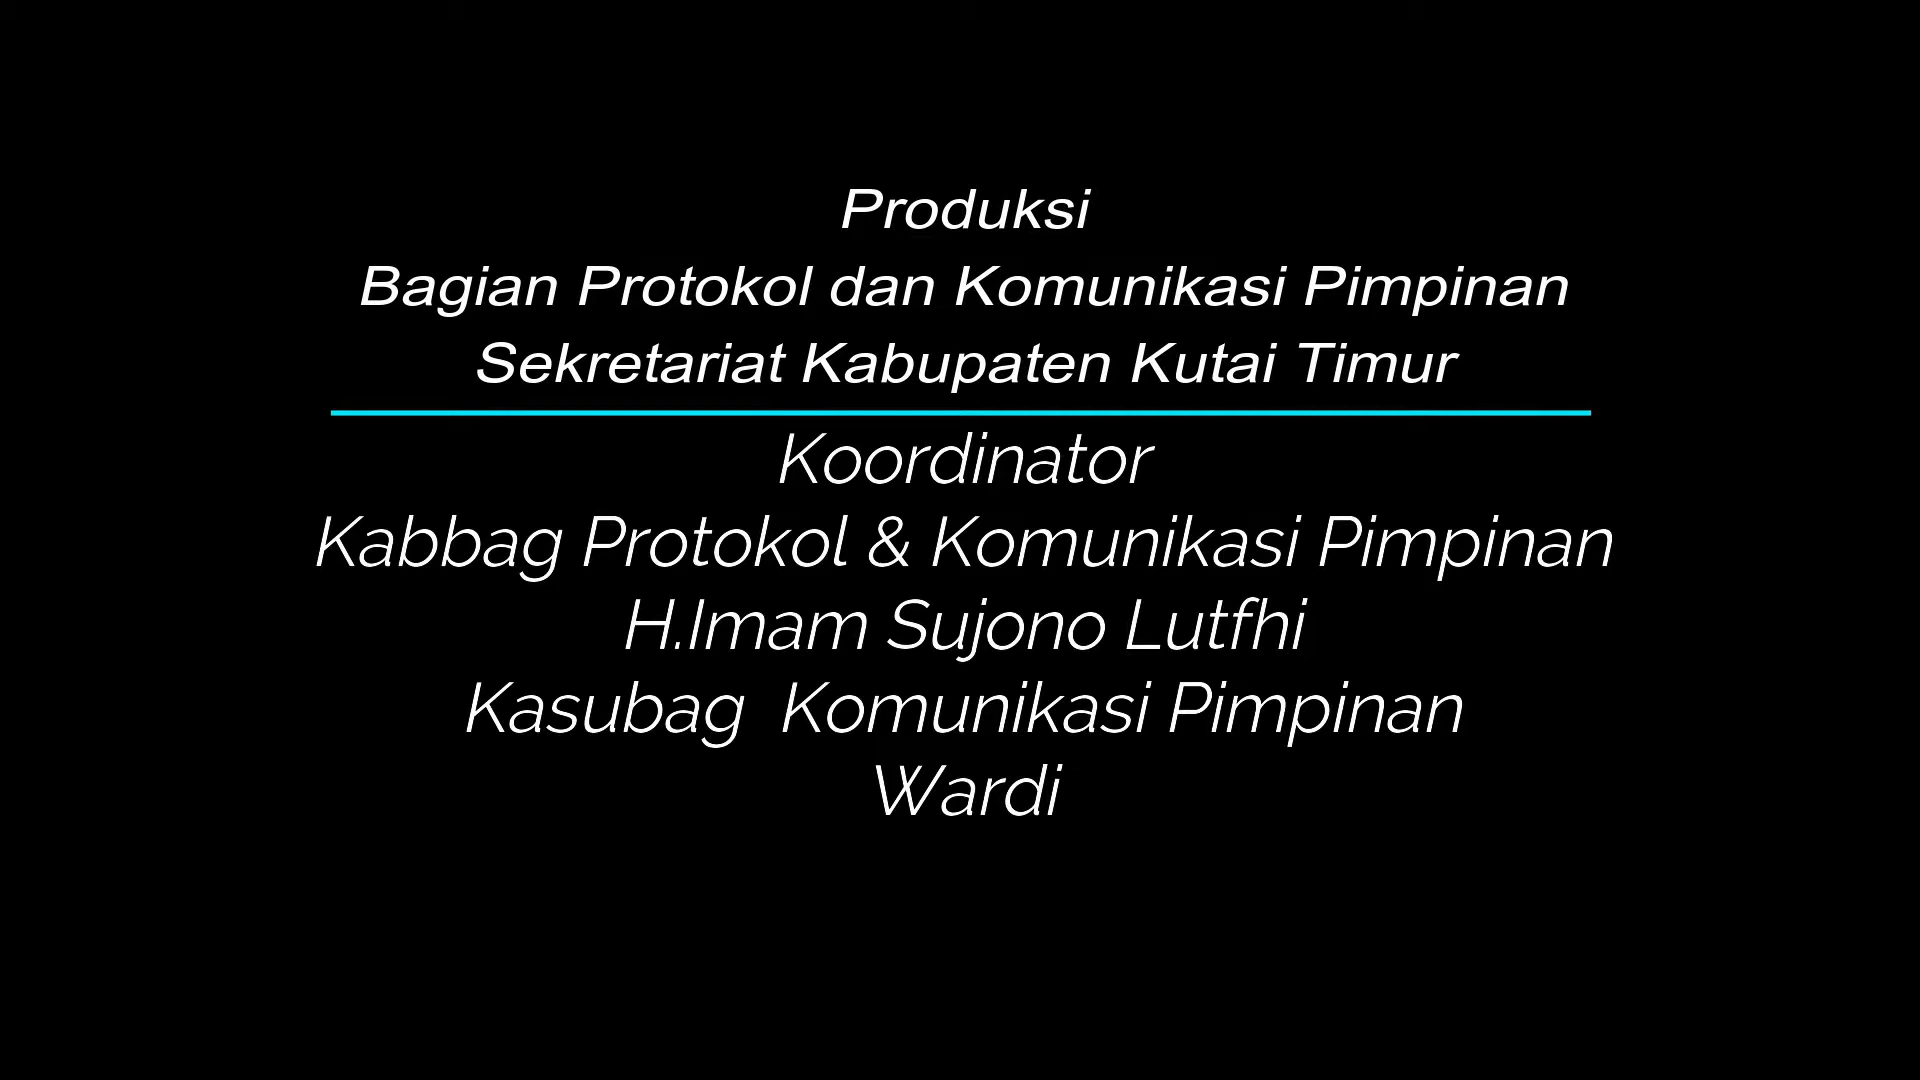 Produksi
Bagian Protokol dan Komunikasi Pimpinan
Sekretariat Kabupaten Kutai Timur
Koordinator
Kabbag Protokol & Komunikasi Pimpinan
H.Imam Sujono Lutfhi
Kasubag  Komunikasi Pimpinan
Wardi